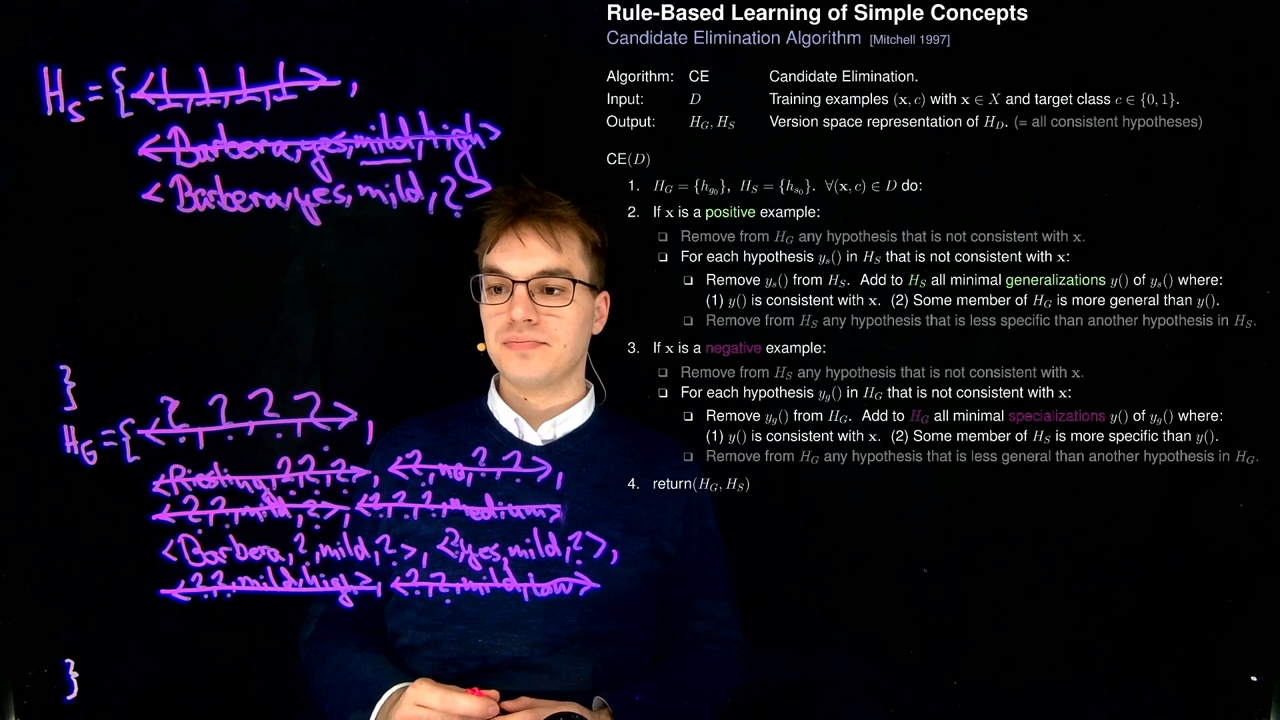 H_S = {<⊥, ⊥, ⊥, ⊥>,
<Barbera, yes, mild, high>
<Barbera, yes, mild, ?>
}
H_G = {<?, ?, ?, ?>,
<Riesling, ?, ?, ?>, <?, no, ?, ?>,
<?, ?, mild, ?>, <?, ?, ?, medium>
<Barbera, ?, mild, ?>, <?, yes, mild, ?>,
<?, ?, mild, high>, <?, ?, mild, low>
}
Rule-Based Learning of Simple Concepts
Candidate Elimination Algorithm [Mitchell 1997]
Algorithm: CE Candidate Elimination.
Input: D Training examples (x, c) with x ∈ X and target class c ∈ {0, 1}.
Output: H_G, H_S Version space representation of H_D. (= all consistent hypotheses)
CE(D)
1. H_G = {h_{g_0}}, H_S = {h_{s_0}}. ∀(x, c) ∈ D do:
2. If x is a positive example:
❑ Remove from H_G any hypothesis that is not consistent with x.
❑ For each hypothesis y_s() in H_S that is not consistent with x:
❑ Remove y_s() from H_S. Add to H_S all minimal generalizations y() of y_s() where:
(1) y() is consistent with x. (2) Some member of H_G is more general than y().
❑ Remove from H_S any hypothesis that is less specific than another hypothesis in H_S.
3. If x is a negative example:
❑ Remove from H_S any hypothesis that is not consistent with x.
❑ For each hypothesis y_g() in H_G that is not consistent with x:
❑ Remove y_g() from H_G. Add to H_G all minimal specializations y() of y_g() where:
(1) y() is consistent with x. (2) Some member of H_S is more specific than y().
❑ Remove from H_G any hypothesis that is less general than another hypothesis in H_G.
4. return(H_G, H_S)